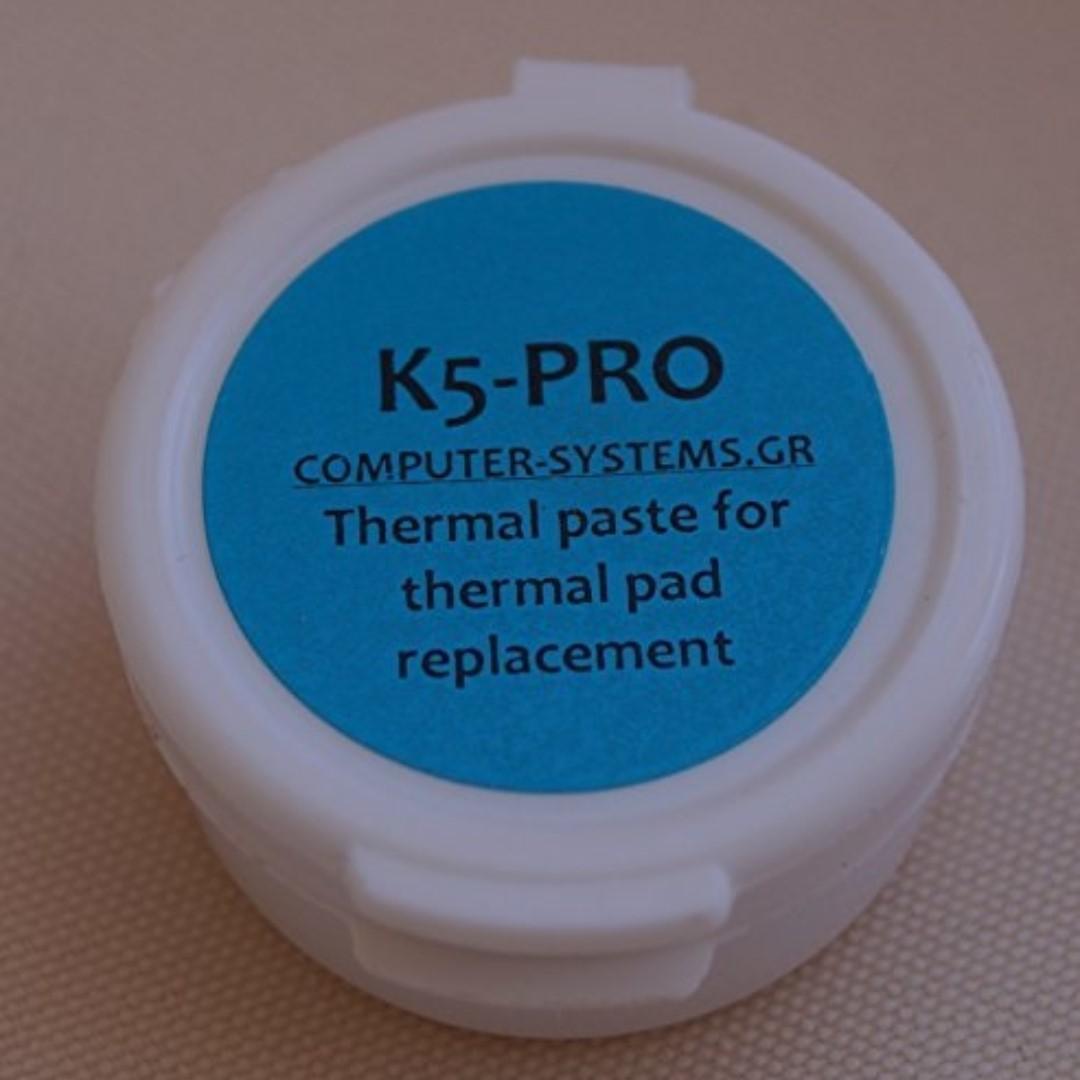 K5-PRO
COMPUTER-SYSTEMS.GR
Thermal paste for
thermal pad
replacement